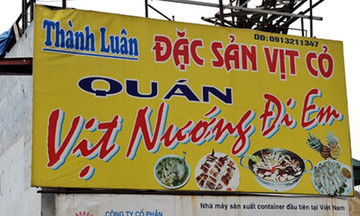 Thành Luân
ĐẶC SẢN VỊT CỎ
DĐ: 0913211347
QUÁN
Vịt Nướng Đi Em
CÔNG TY CỔ PHẦN
Nhà máy sản xuất container đầu tiên tại Việt Nam